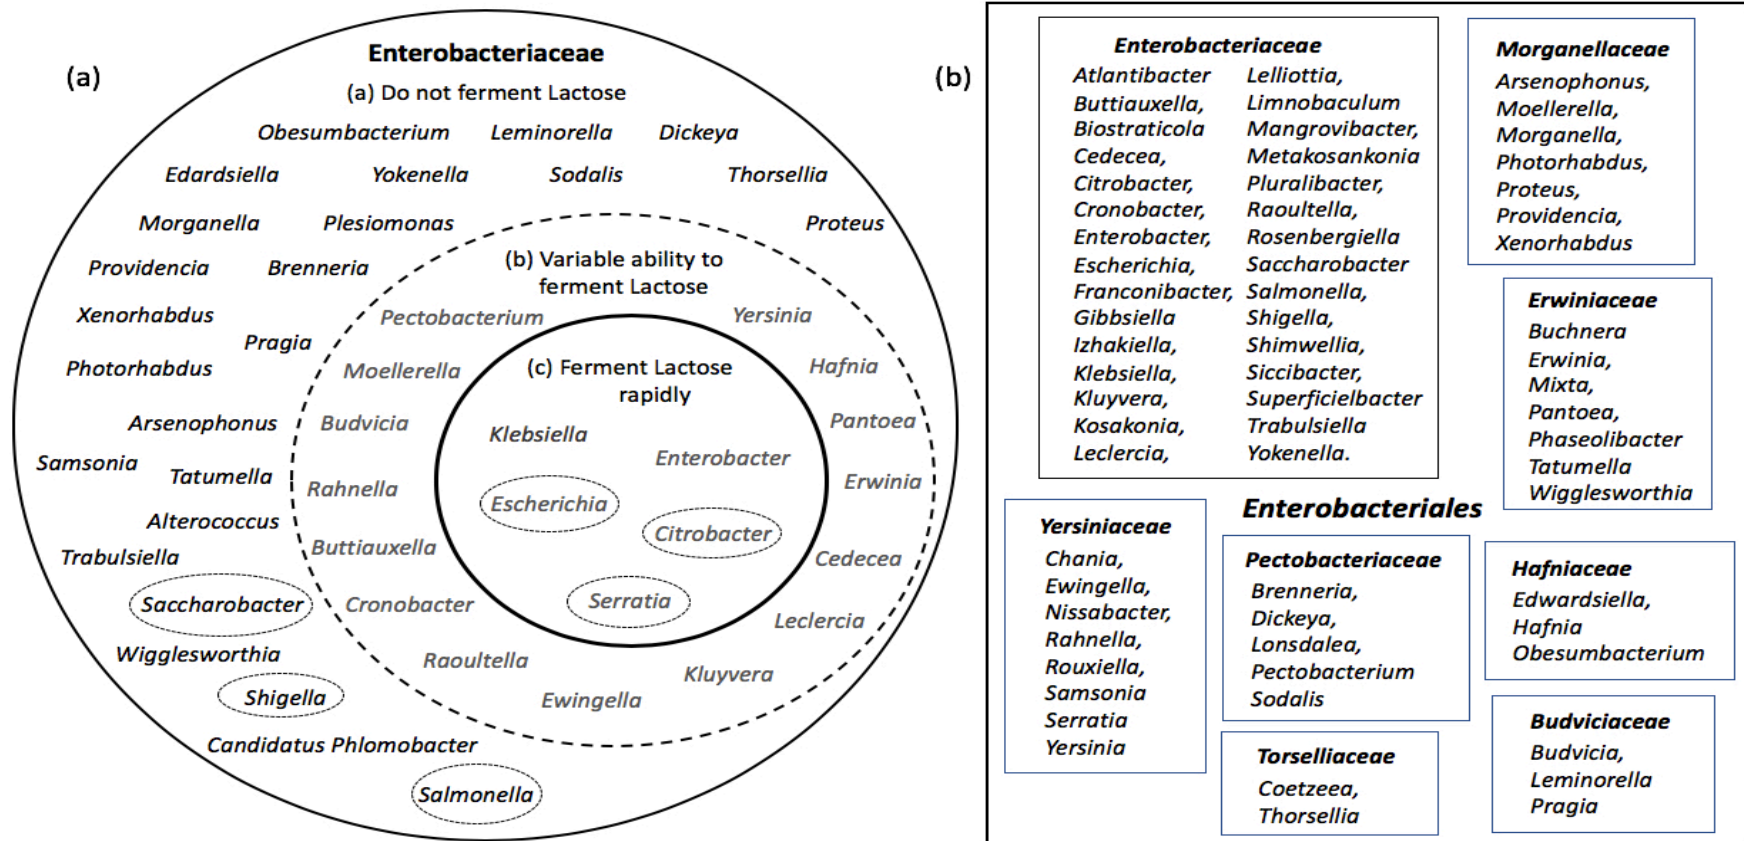 (a)
Enterobacteriaceae
(a) Do not ferment Lactose
Obesumbacterium Leminorella Dickeya
Edardsiella Yokenella Sodalis Thorsellia
Morganella Plesiomonas Proteus
Providencia Brenneria
(b) Variable ability to
ferment Lactose
Xenorhabdus Pectobacterium Yersinia
Pragia
Photorhabdus Moellerella Hafnia
(c) Ferment Lactose
rapidly
Arsenophonus Budvicia Klebsiella Pantoea
Samsonia Enterobacter
Tatumella Rahnella Erwinia
Escherichia
Alterococcus Citrobacter
Trabulsiella Buttiauxella Cedecea
Saccharobacter Cronobacter Serratia
Leclercia
Wigglesworthia Raoultella Kluyvera
Shigella Ewingella
Candidatus Phlomobacter
Salmonella
(b)
Enterobacteriaceae
Atlantibacter Lelliottia,
Buttiauxella, Limnobaculum
Biostraticola Mangrovibacter,
Cedecea, Metakosankonia
Citrobacter, Pluralibacter,
Cronobacter, Raoultella,
Enterobacter, Rosenbergiella
Escherichia, Saccharobacter
Franconibacter, Salmonella,
Gibbsiella Shigella,
Izhakiella, Shimwellia,
Klebsiella, Siccibacter,
Kluyvera, Superficielbacter
Kosakonia, Trabulsiella
Leclercia, Yokenella.
Morganellaceae
Arsenophonus,
Moellerella,
Morganella,
Photorhabdus,
Proteus,
Providencia,
Xenorhabdus
Erwiniaceae
Buchnera
Erwinia,
Mixta,
Pantoea,
Phaseolibacter
Tatumella
Wigglesworthia
Enterobacteriales
Yersiniaceae
Chania,
Ewingella,
Nissabacter,
Rahnella,
Rouxiella,
Samsonia
Serratia
Yersinia
Pectobacteriaceae
Brenneria,
Dickeya,
Lonsdalea,
Pectobacterium
Sodalis
Hafniaceae
Edwardsiella,
Hafnia
Obesumbacterium
Torselliaceae
Coetzeea,
Thorsellia
Budviciaceae
Budvicia,
Leminorella
Pragia